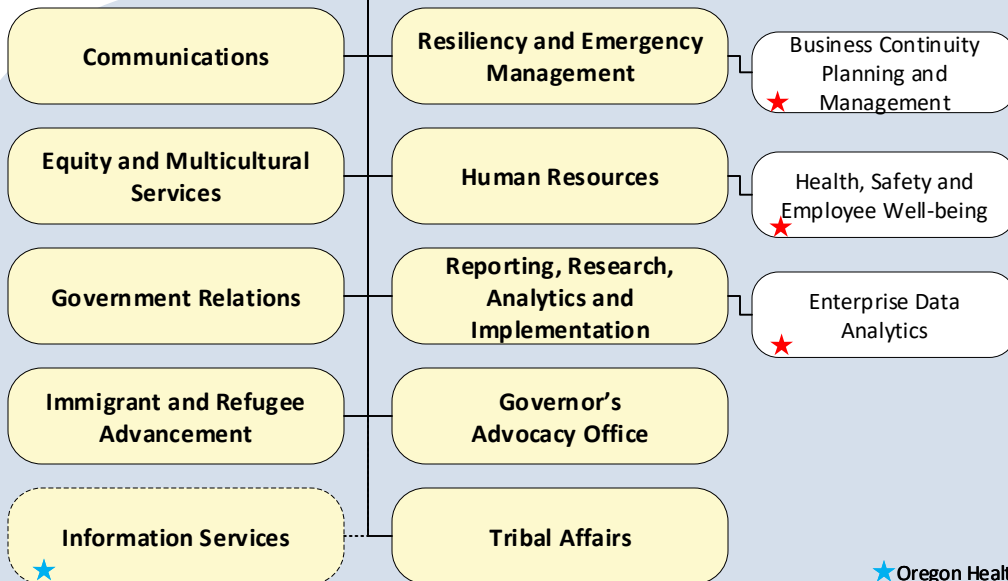 Communications
Resiliency and Emergency
Management
Business Continuity
Planning and
Management
Equity and Multicultural
Services
Human Resources
Health, Safety and
Employee Well-being
Government Relations
Reporting, Research,
Analytics and
Implementation
Enterprise Data
Analytics
Immigrant and Refugee
Advancement
Governor’s
Advocacy Office
Information Services
Tribal Affairs
Oregon Healt